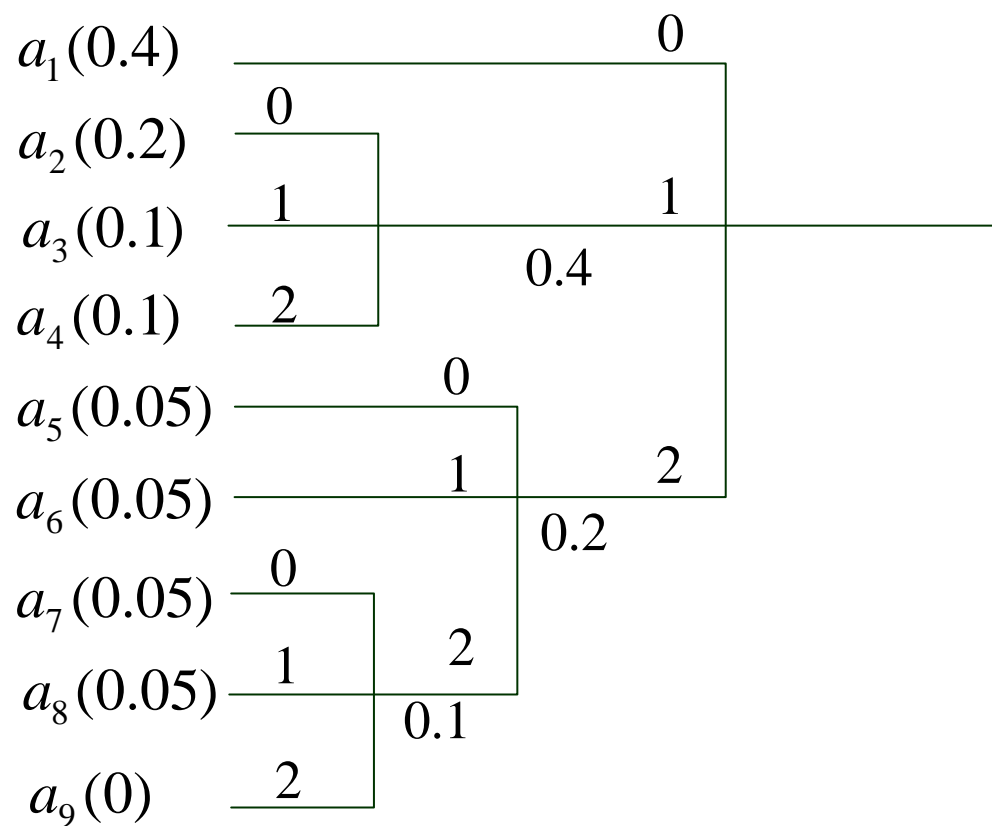 a₁(0.4) 0
0
a₂(0.2)
1 1
a₃(0.1)
0.4
a₄(0.1) 2
0
a₅(0.05)
1 2
a₆(0.05)
0.2
0
a₇(0.05)
2
1
a₈(0.05)
0.1
2
a₉(0)